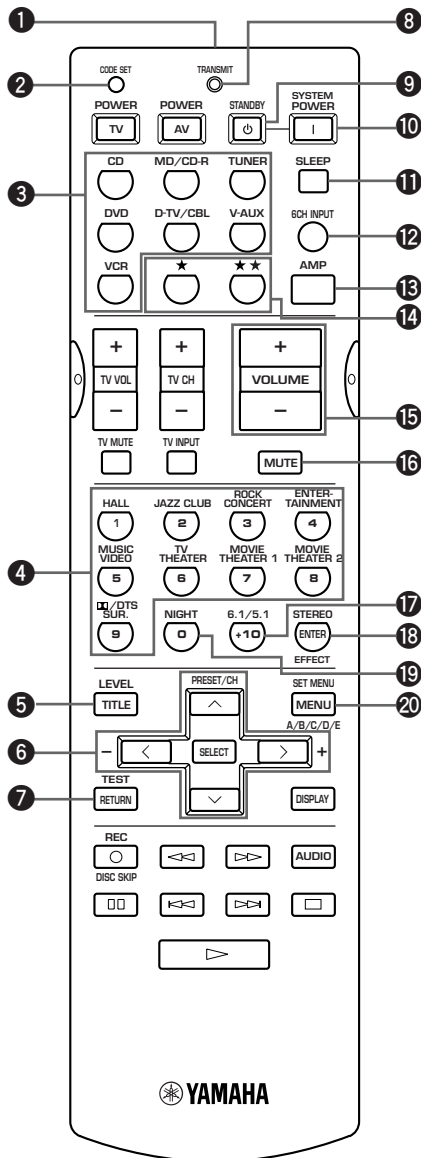 1
8
CODE SET
TRANSMIT
2
9
POWER POWER STANDBY SYSTEM POWER
TV AV I
10
CD MD/CD-R TUNER SLEEP
3
11
DVD D-TV/CBL V-AUX 6CH INPUT
12
VCR ★ ★★ AMP
13
14
+ + +
TV VOL TV CH VOLUME
– – –
15
TV MUTE TV INPUT
MUTE
16
HALL JAZZ CLUB ROCK CONCERT ENTER-TAINMENT
1 2 3 4
4
MUSIC VIDEO TV THEATER MOVIE THEATER 1 MOVIE THEATER 2
5 6 7 8
/DTS SUR. NIGHT 6.1/5.1 STEREO
17
9 0 +10 ENTER
18
EFFECT
19
LEVEL PRESET/CH SET MENU
5
TITLE MENU
20
A/B/C/D/E
6
– SELECT +
TEST
7
RETURN DISPLAY
REC
AUDIO
DISC SKIP
YAMAHA